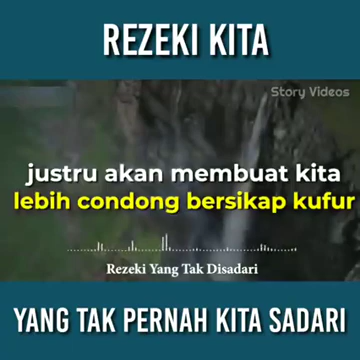 REZEKI KITA
Story Videos
justru akan membuat kita
lebih condong bersikap kufur
Rezeki Yang Tak Disadari
YANG TAK PERNAH KITA SADARI